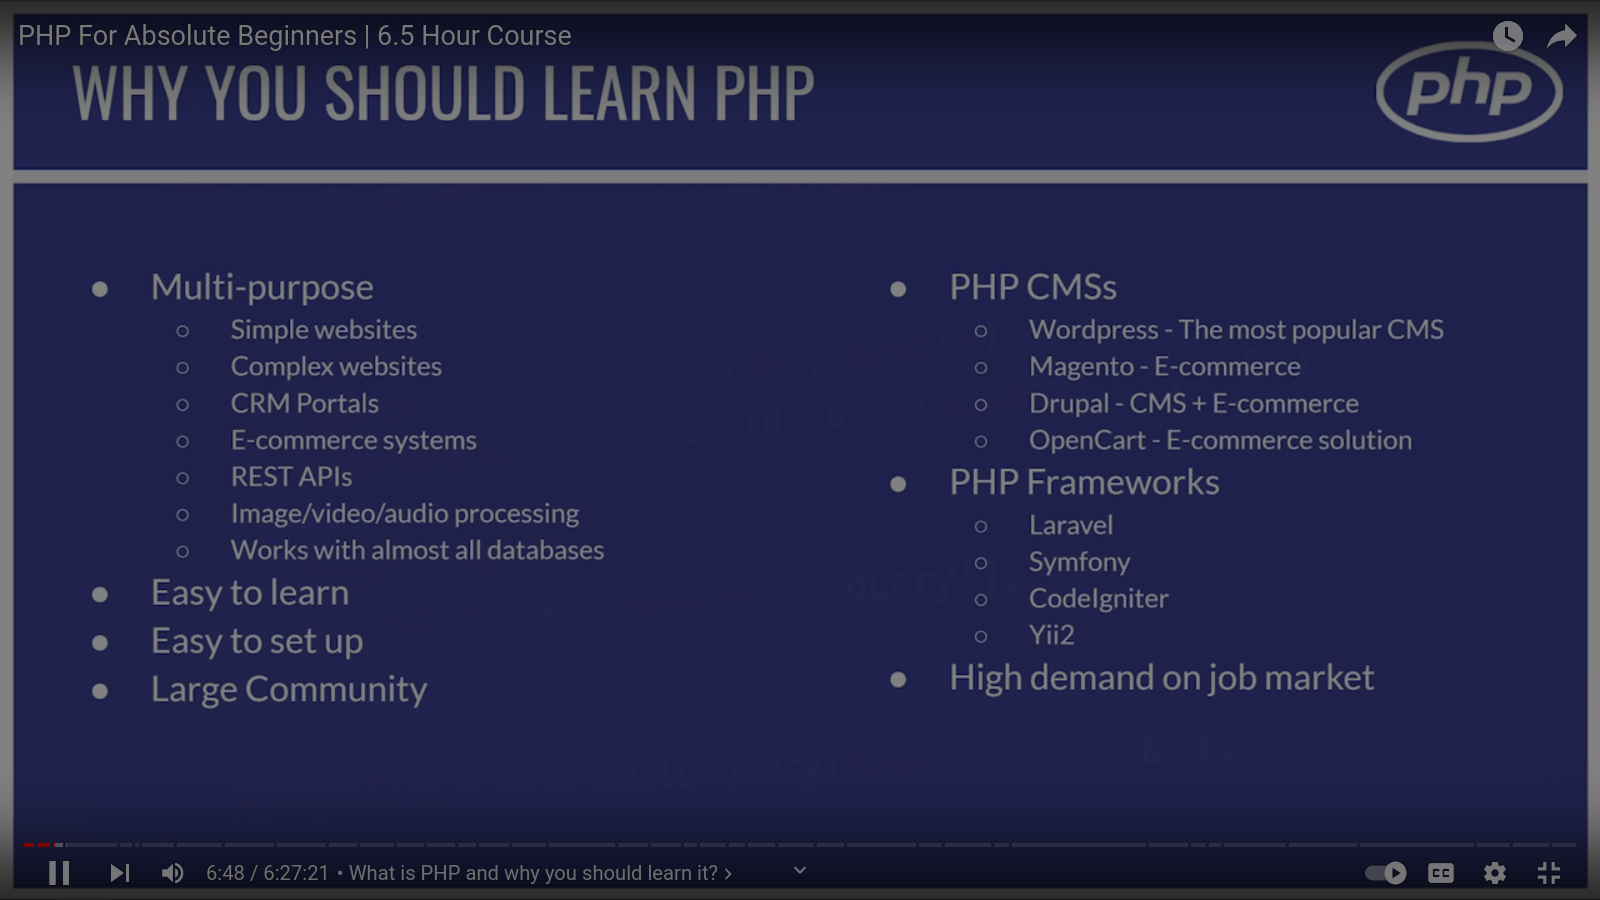 PHP For Absolute Beginners | 6.5 Hour Course
WHY YOU SHOULD LEARN PHP
php
Multi-purpose
Simple websites
Complex websites
CRM Portals
E-commerce systems
REST APIs
Image/video/audio processing
Works with almost all databases
Easy to learn
Easy to set up
Large Community
PHP CMSs
Wordpress - The most popular CMS
Magento - E-commerce
Drupal - CMS + E-commerce
OpenCart - E-commerce solution
PHP Frameworks
Laravel
Symfony
CodeIgniter
Yii2
High demand on job market
6:48 / 6:27:21 • What is PHP and why you should learn it? ›
CC